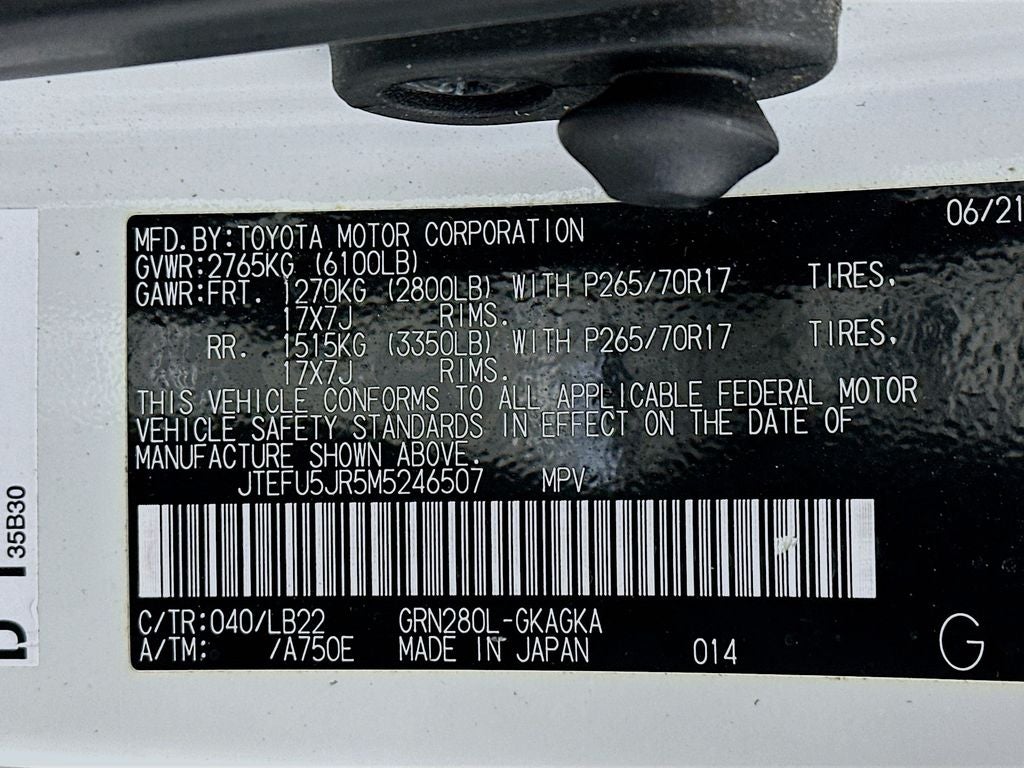 06/21
MFD.BY:TOYOTA MOTOR CORPORATION
GVWR:2765KG (6100LB)
GAWR:FRT. 1270KG (2800LB) WITH P265/70R17 TIRES,
17X7J RIMS.
RR. 1515KG (3350LB) WITH P265/70R17 TIRES,
17X7J RIMS.
THIS VEHICLE CONFORMS TO ALL APPLICABLE FEDERAL MOTOR
VEHICLE SAFETY STANDARDS IN EFFECT ON THE DATE OF
MANUFACTURE SHOWN ABOVE.
JTEFU5JR5M5246507 MPV
C/TR:040/LB22 GRN280L-GKAGKA
A/TM: /A750E MADE IN JAPAN 014
G
35B30